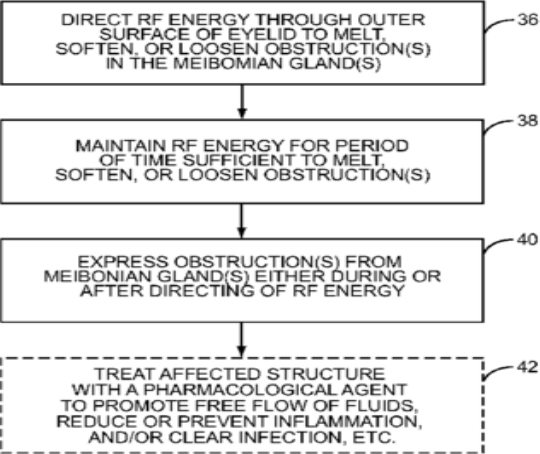 DIRECT RF ENERGY THROUGH OUTER
SURFACE OF EYELID TO MELT,
SOFTEN, OR LOOSEN OBSTRUCTION(S)
IN THE MEIBOMIAN GLAND(S)
36
MAINTAIN RF ENERGY FOR PERIOD
OF TIME SUFFICIENT TO MELT,
SOFTEN, OR LOOSEN OBSTRUCTION(S)
38
EXPRESS OBSTRUCTION(S) FROM
MEIBONIAN GLAND(S) EITHER DURING OR
AFTER DIRECTING OF RF ENERGY
40
TREAT AFFECTED STRUCTURE
WITH A PHARMACOLOGICAL AGENT
TO PROMOTE FREE FLOW OF FLUIDS,
REDUCE OR PREVENT INFLAMMATION,
AND/OR CLEAR INFECTION, ETC.
42